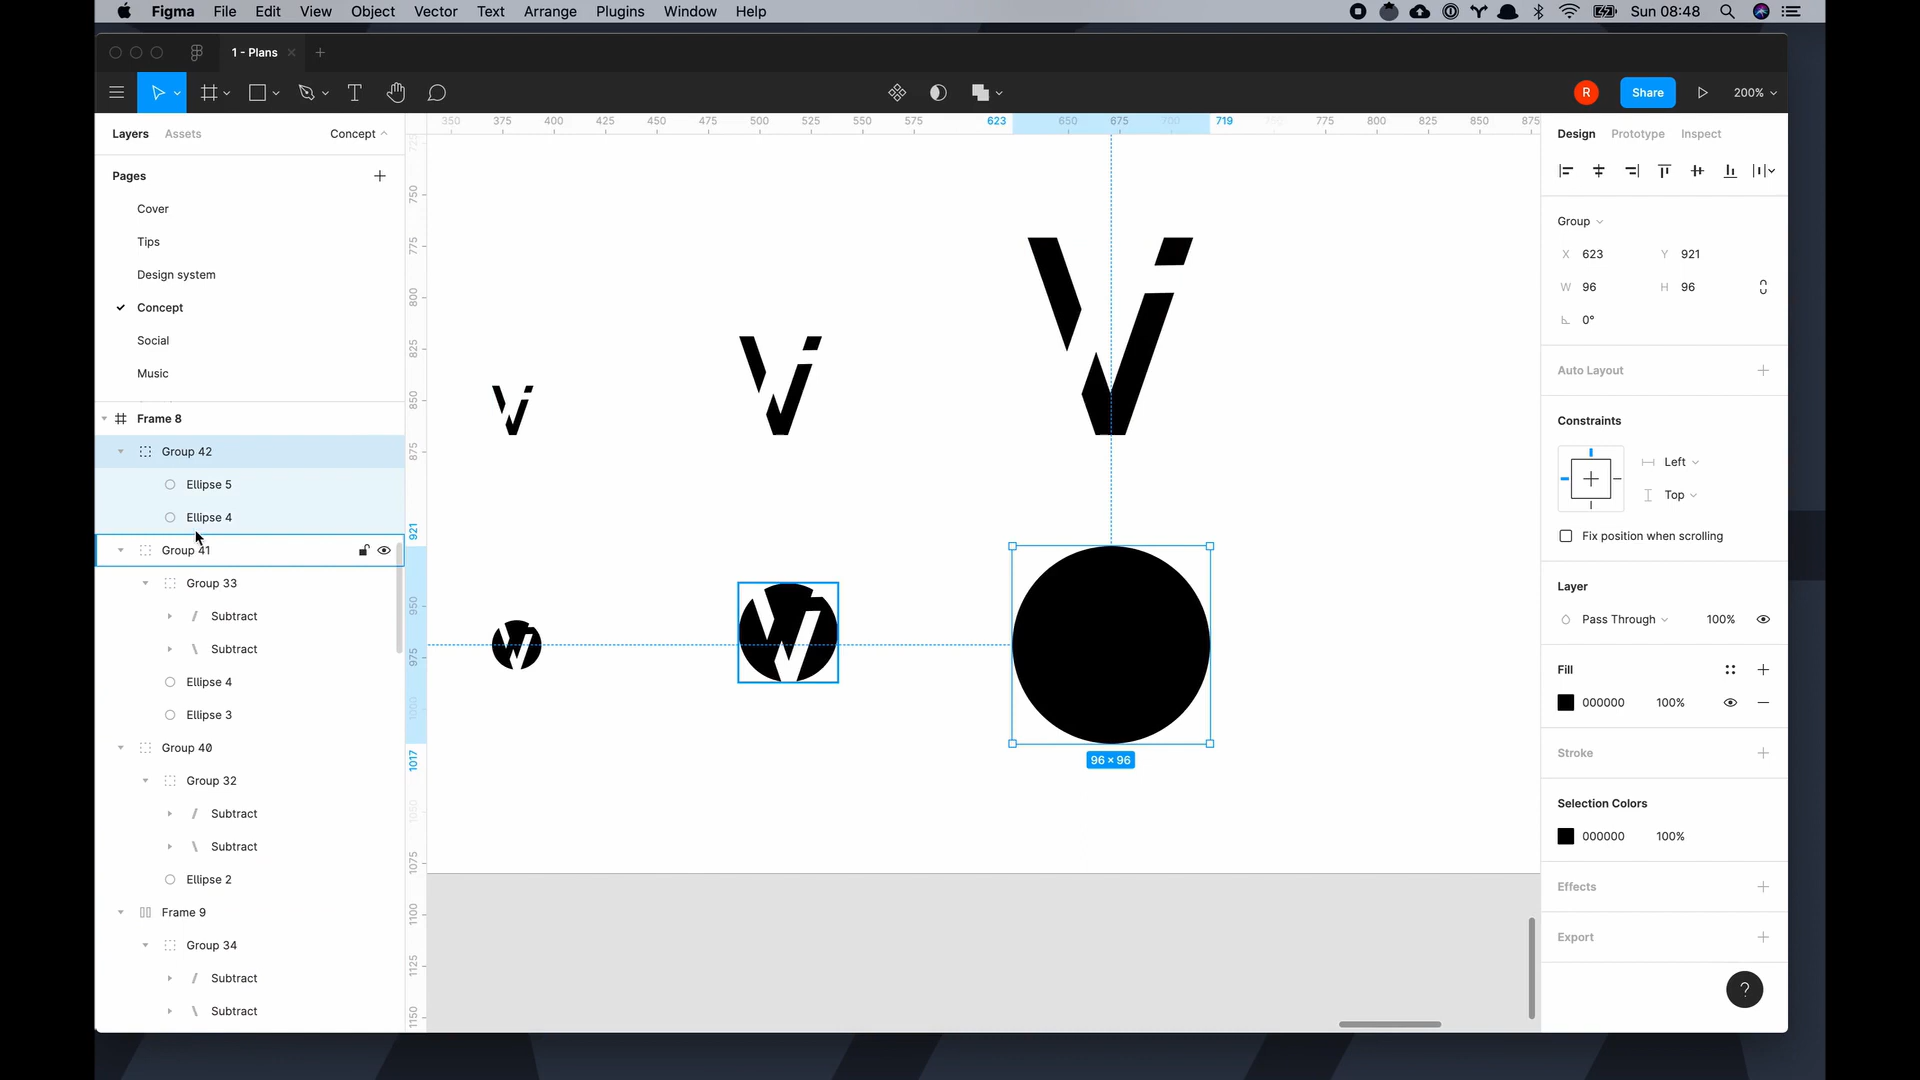 Figma File Edit View Object Vector Text Arrange Plugins Window Help Sun 08:48
1 - Plans
R Share 200%
Layers Assets Concept
Pages
Cover
Tips
Design system
Concept
Social
Music
Frame 8
Group 42
Ellipse 5
Ellipse 4
Group 41
Group 33
Subtract
Subtract
Ellipse 4
Ellipse 3
Group 40
Group 32
Subtract
Subtract
Ellipse 2
Frame 9
Group 34
Subtract
Subtract
350 375 400 425 450 475 500 525 550 575 623 650 675 700 719 775 800 825 850 875
725
750
775
800
825
850
875
921
950
975
1000
1017
1050
1075
1100
1125
1150
96 × 96
Design Prototype Inspect
Group
X 623 Y 921
W 96 H 96
0°
Auto Layout
Constraints
Left
Top
Fix position when scrolling
Layer
Pass Through 100%
Fill
000000 100%
Stroke
Selection Colors
000000 100%
Effects
Export
?